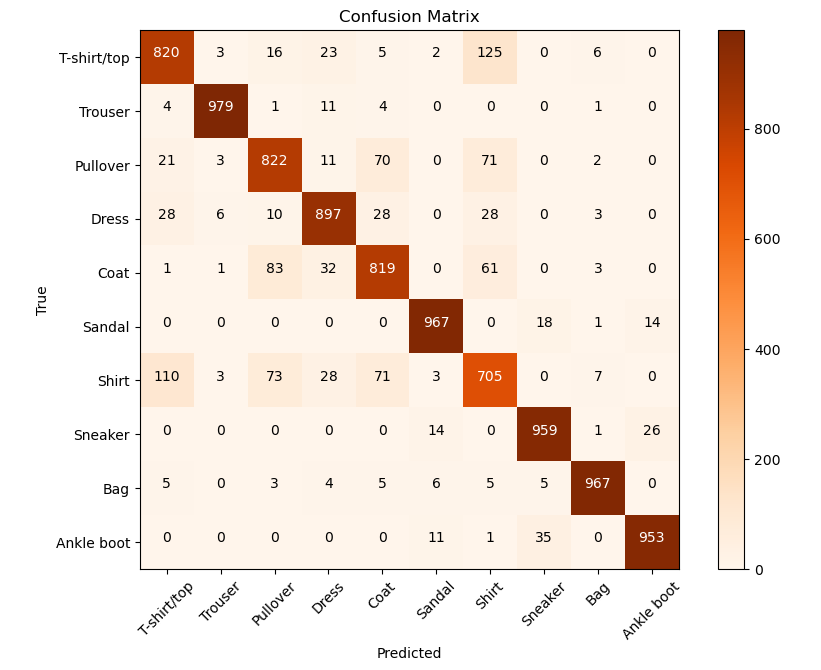 Confusion Matrix
T-shirt/top 820 3 16 23 5 2 125 0 6 0
Trouser 4 979 1 11 4 0 0 0 1 0
Pullover 21 3 822 11 70 0 71 0 2 0
Dress 28 6 10 897 28 0 28 0 3 0
Coat 1 1 83 32 819 0 61 0 3 0
Sandal 0 0 0 0 0 967 0 18 1 14
Shirt 110 3 73 28 71 3 705 0 7 0
Sneaker 0 0 0 0 0 14 0 959 1 26
Bag 5 0 3 4 5 6 5 5 967 0
Ankle boot 0 0 0 0 0 11 1 35 0 953
T-shirt/top Trouser Pullover Dress Coat Sandal Shirt Sneaker Bag Ankle boot
Predicted
True
800
600
400
200
0